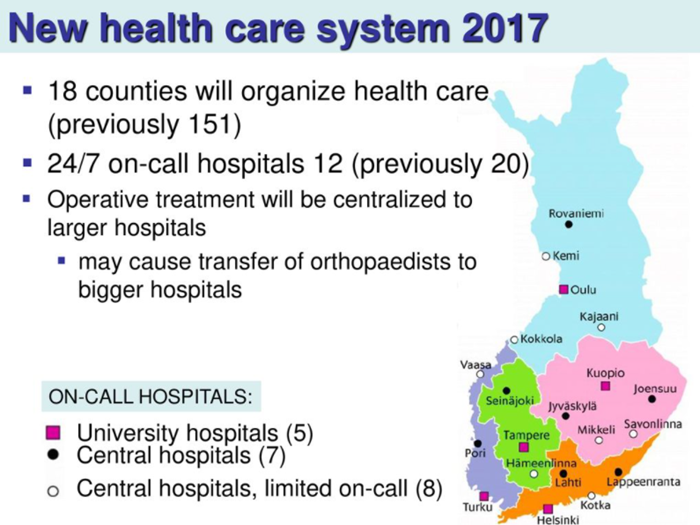 New health care system 2017
18 counties will organize health care
(previously 151)
24/7 on-call hospitals 12 (previously 20)
Operative treatment will be centralized to
larger hospitals
may cause transfer of orthopaedists to
bigger hospitals
ON-CALL HOSPITALS:
University hospitals (5)
Central hospitals (7)
Central hospitals, limited on-call (8)
Rovaniemi
Kemi
Oulu
Kajaani
Kokkola
Vaasa
Kuopio
Joensuu
Seinäjoki
Jyväskylä
Savonlinna
Mikkeli
Tampere
Pori
Hämeenlinna
Lahti
Lappeenranta
Turku
Kotka
Helsinki